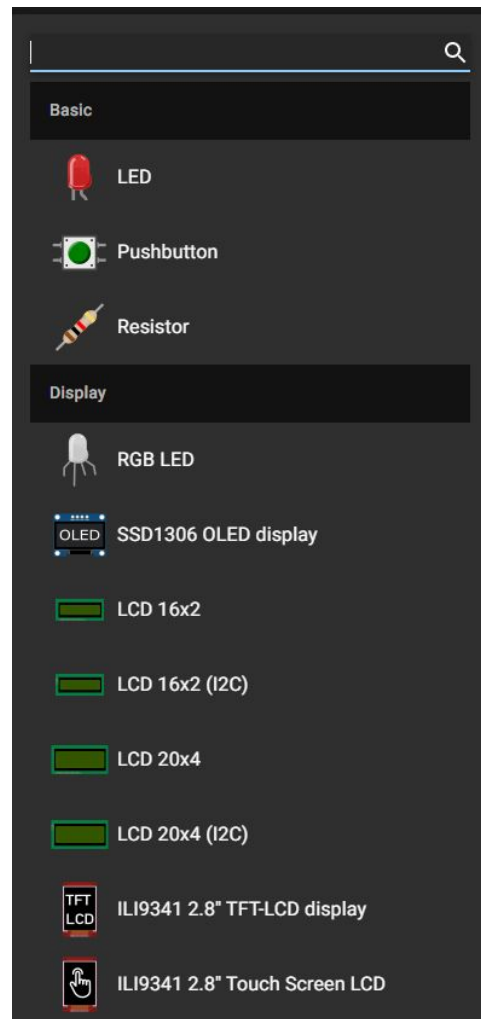 Basic
LED
Pushbutton
Resistor
Display
RGB LED
OLED
SSD1306 OLED display
LCD 16x2
LCD 16x2 (I2C)
LCD 20x4
LCD 20x4 (I2C)
TFT
LCD
ILI9341 2.8" TFT-LCD display
ILI9341 2.8" Touch Screen LCD